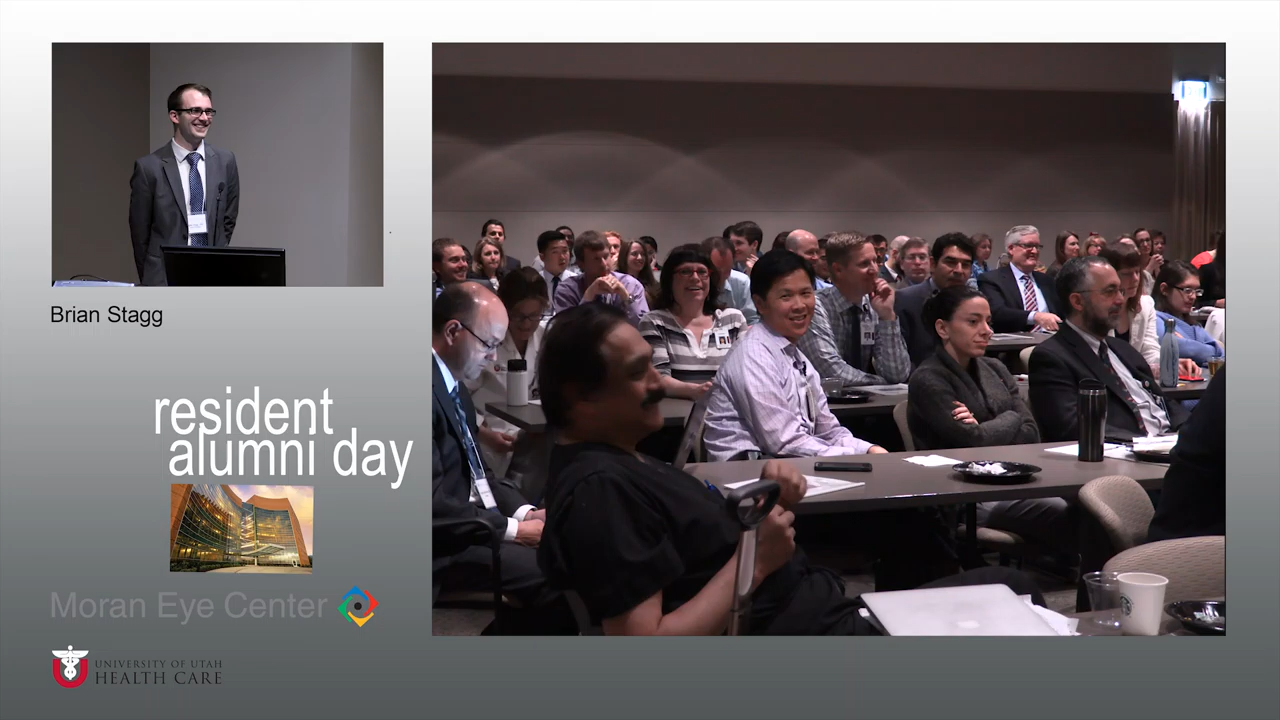 Brian Stagg
resident
alumni day
Moran Eye Center
UNIVERSITY OF UTAH
HEALTH CARE